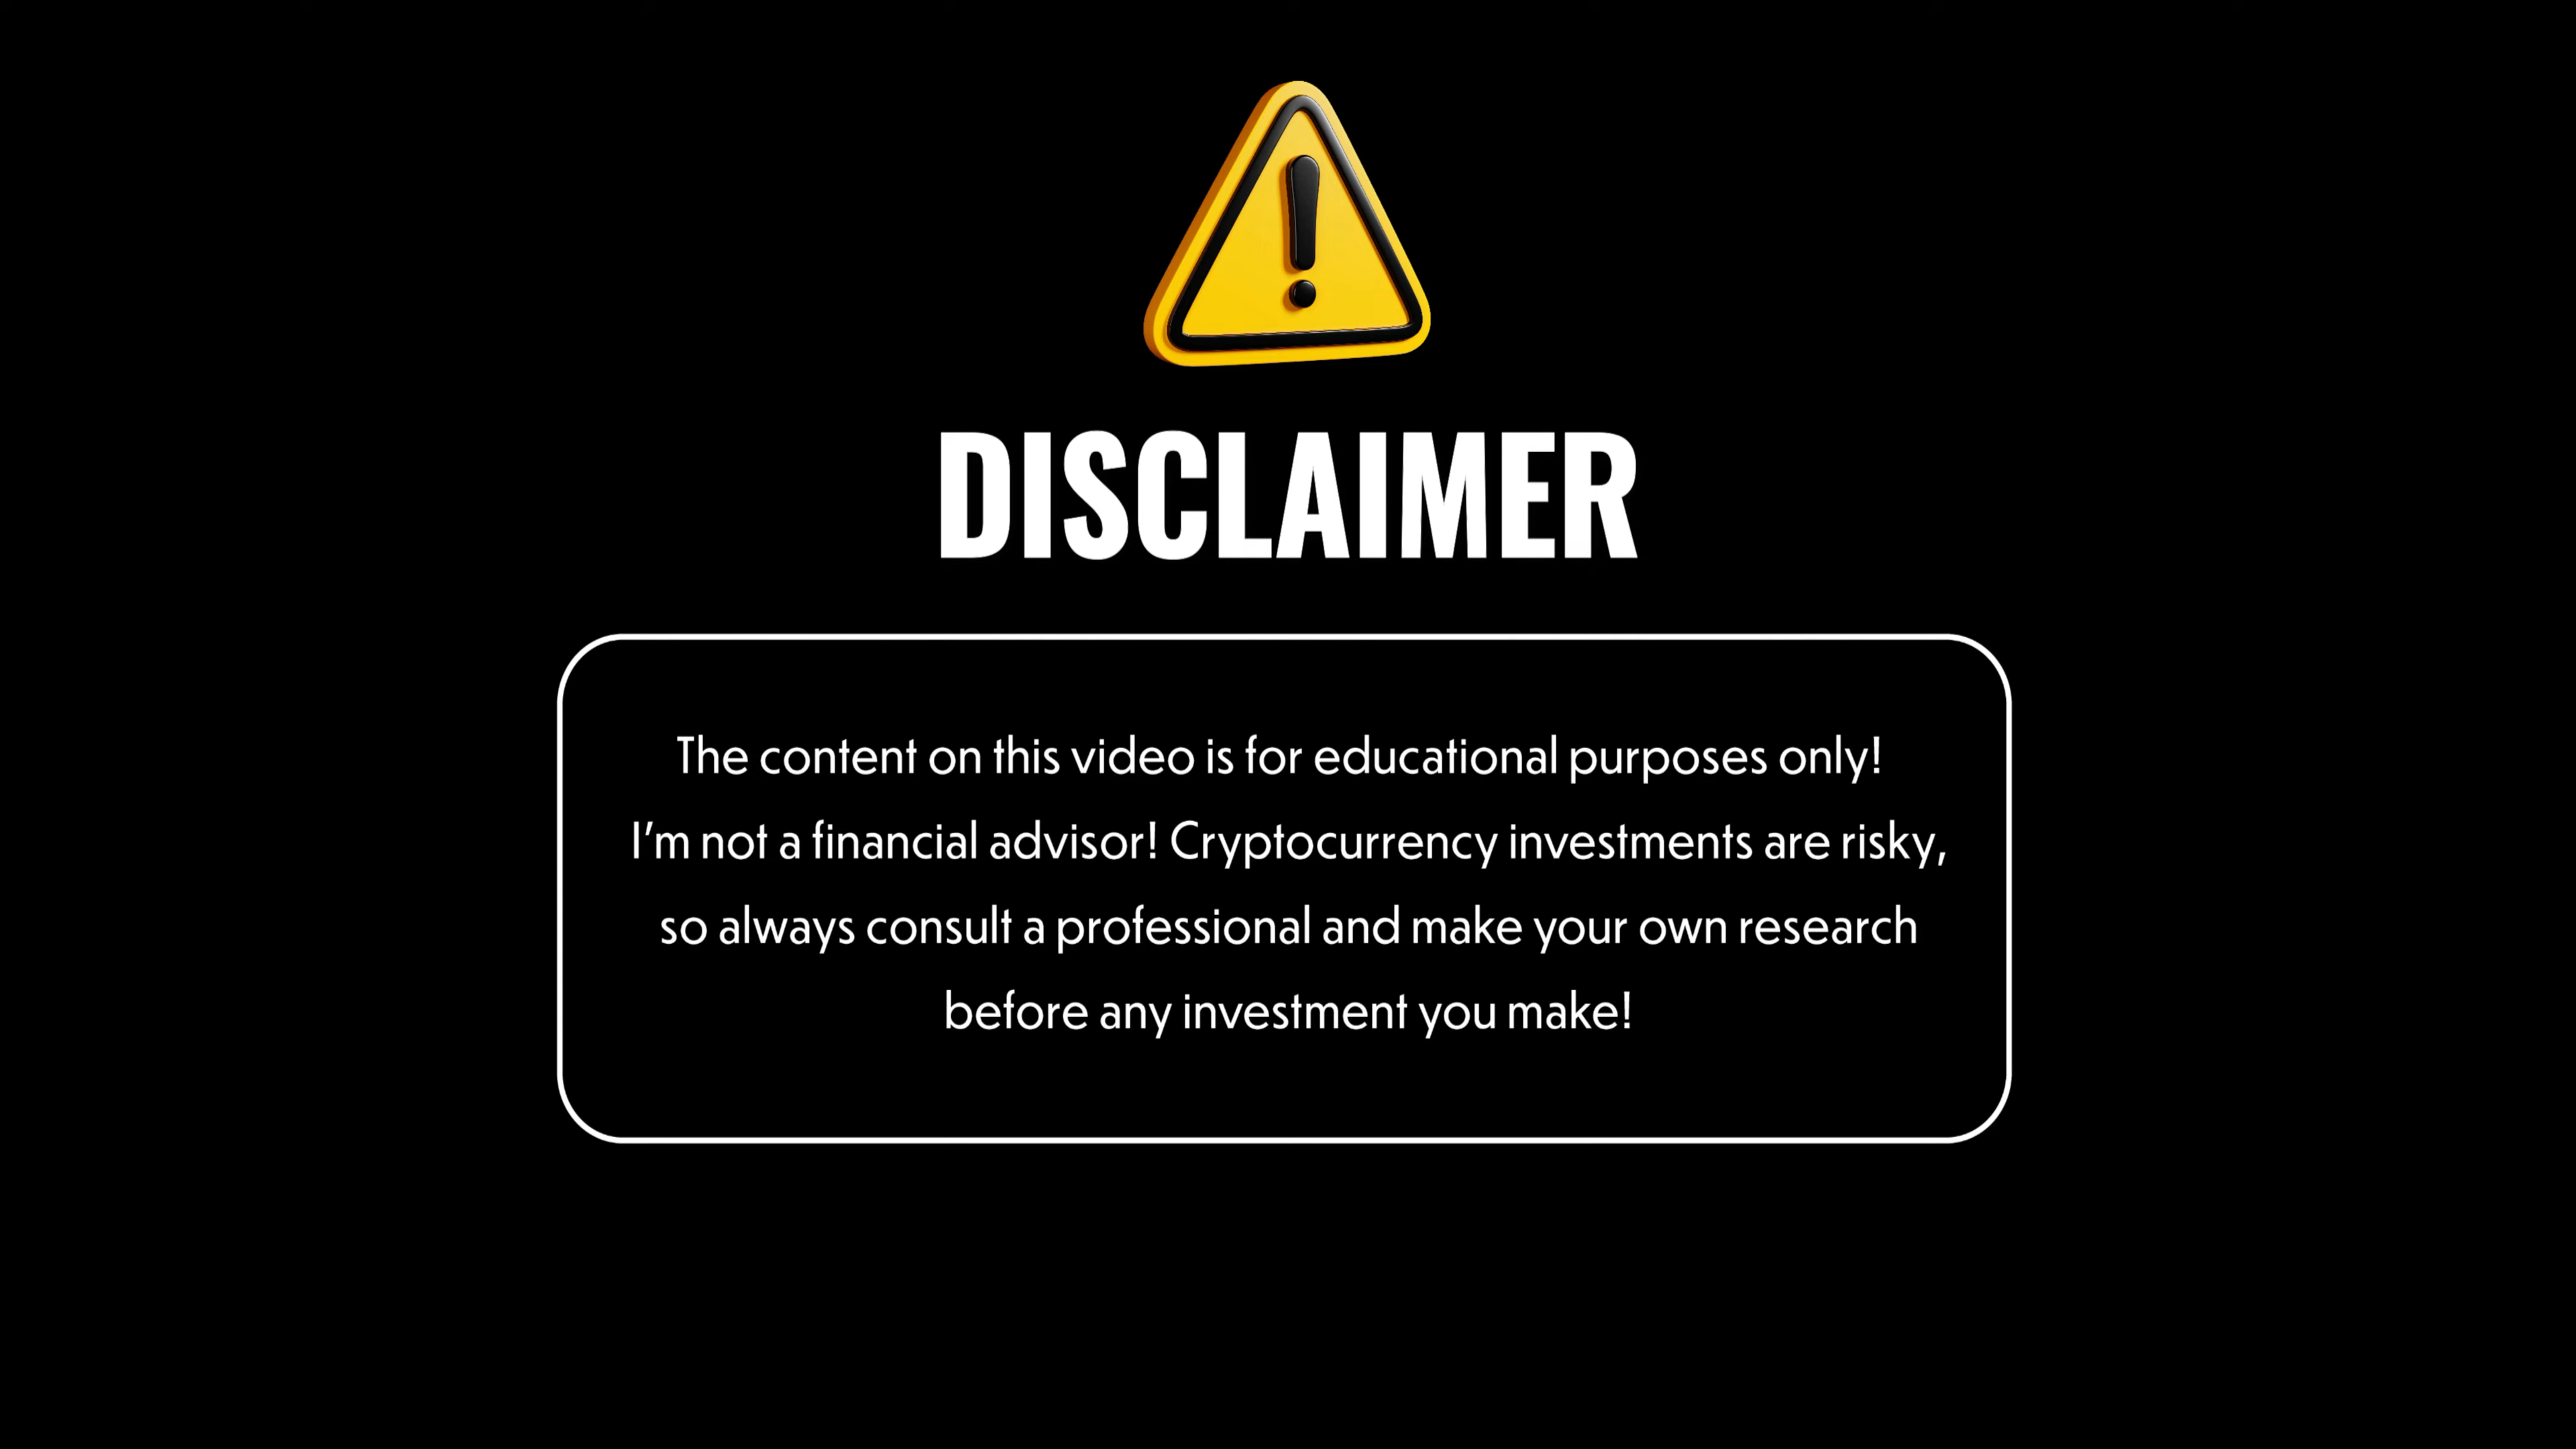 DISCLAIMER
The content on this video is for educational purposes only!
I'm not a financial advisor! Cryptocurrency investments are risky,
so always consult a professional and make your own research
before any investment you make!